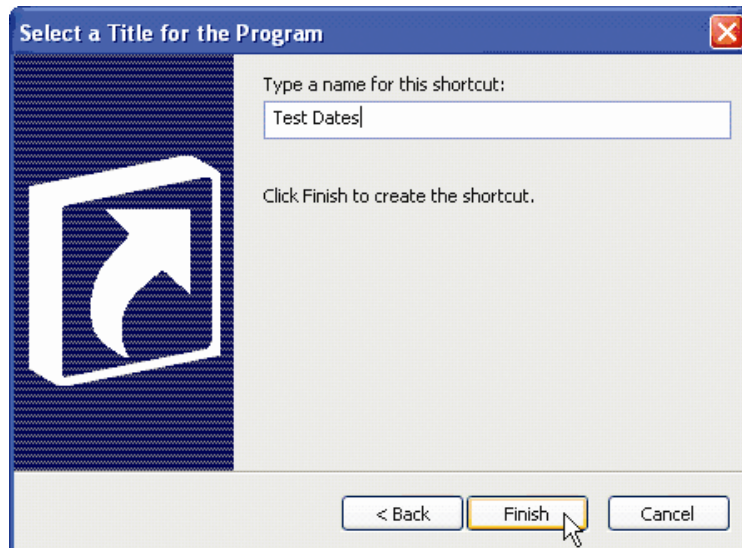 Select a Title for the Program
Type a name for this shortcut:
Test Dates
Click Finish to create the shortcut.
< Back
Finish
Cancel